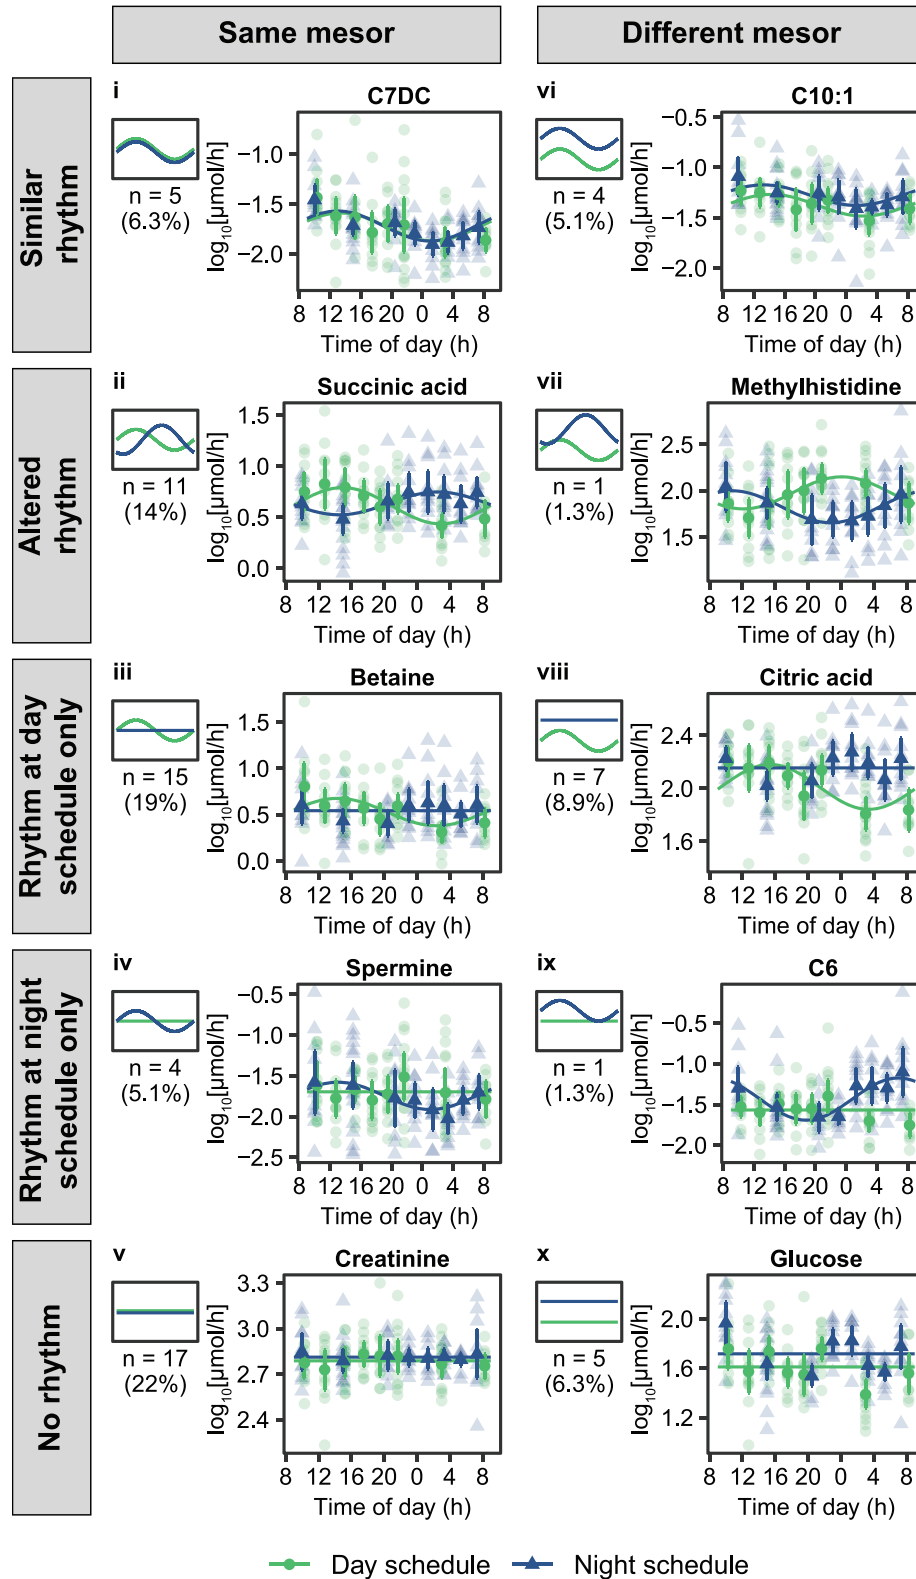 Same mesor
Different mesor
Similar
rhythm
i
C7DC
n = 5
(6.3%)
log10[µmol/h]
−1.0
−1.5
−2.0
8 12 16 20 0 4 8
Time of day (h)
vi
C10:1
n = 4
(5.1%)
log10[µmol/h]
−0.5
−1.0
−1.5
−2.0
8 12 16 20 0 4 8
Time of day (h)
Altered
rhythm
ii
Succinic acid
n = 11
(14%)
log10[µmol/h]
1.5
1.0
0.5
0.0
8 12 16 20 0 4 8
Time of day (h)
vii
Methylhistidine
n = 1
(1.3%)
log10[µmol/h]
2.5
2.0
1.5
8 12 16 20 0 4 8
Time of day (h)
Rhythm at day
schedule only
iii
Betaine
n = 15
(19%)
log10[µmol/h]
1.5
1.0
0.5
0.0
8 12 16 20 0 4 8
Time of day (h)
viii
Citric acid
n = 7
(8.9%)
log10[µmol/h]
2.4
2.0
1.6
8 12 16 20 0 4 8
Time of day (h)
Rhythm at night
schedule only
iv
Spermine
n = 4
(5.1%)
log10[µmol/h]
−0.5
−1.0
−1.5
−2.0
−2.5
8 12 16 20 0 4 8
Time of day (h)
ix
C6
n = 1
(1.3%)
log10[µmol/h]
−0.5
−1.0
−1.5
−2.0
8 12 16 20 0 4 8
Time of day (h)
No rhythm
v
Creatinine
n = 17
(22%)
log10[µmol/h]
3.3
3.0
2.7
2.4
8 12 16 20 0 4 8
Time of day (h)
x
Glucose
n = 5
(6.3%)
log10[µmol/h]
2.0
1.6
1.2
8 12 16 20 0 4 8
Time of day (h)
Day schedule
Night schedule